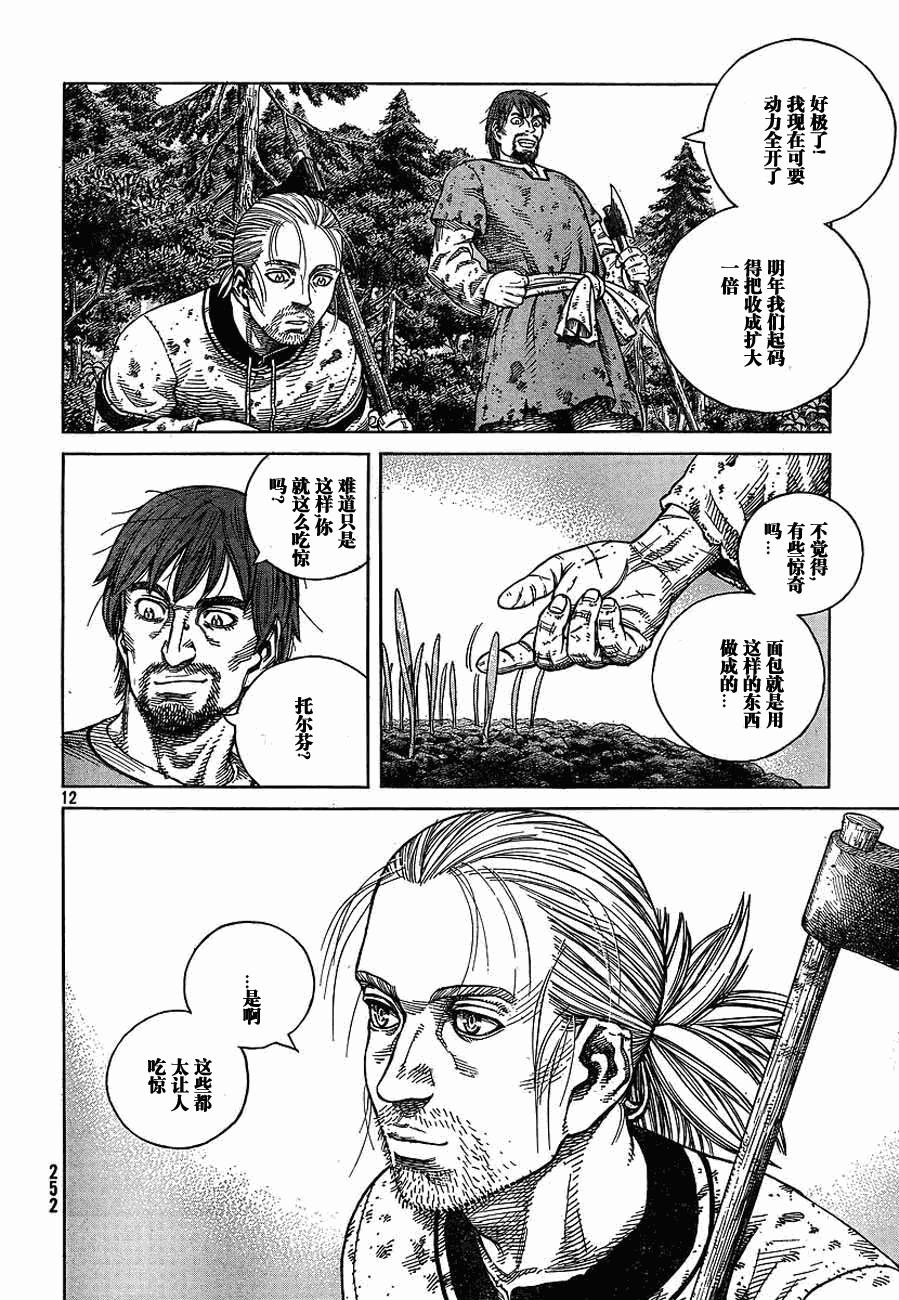 好极了!
我现在可要
动力全开了
明年我们起码
得把收成扩大
一倍
不觉得,
有些惊奇
吗…
面包就是用
这样的东西
做成的…
难道只是
这样,你
就这么吃惊
吗?
托尔芬?
12
…是啊
这些都
太让人
吃惊
252